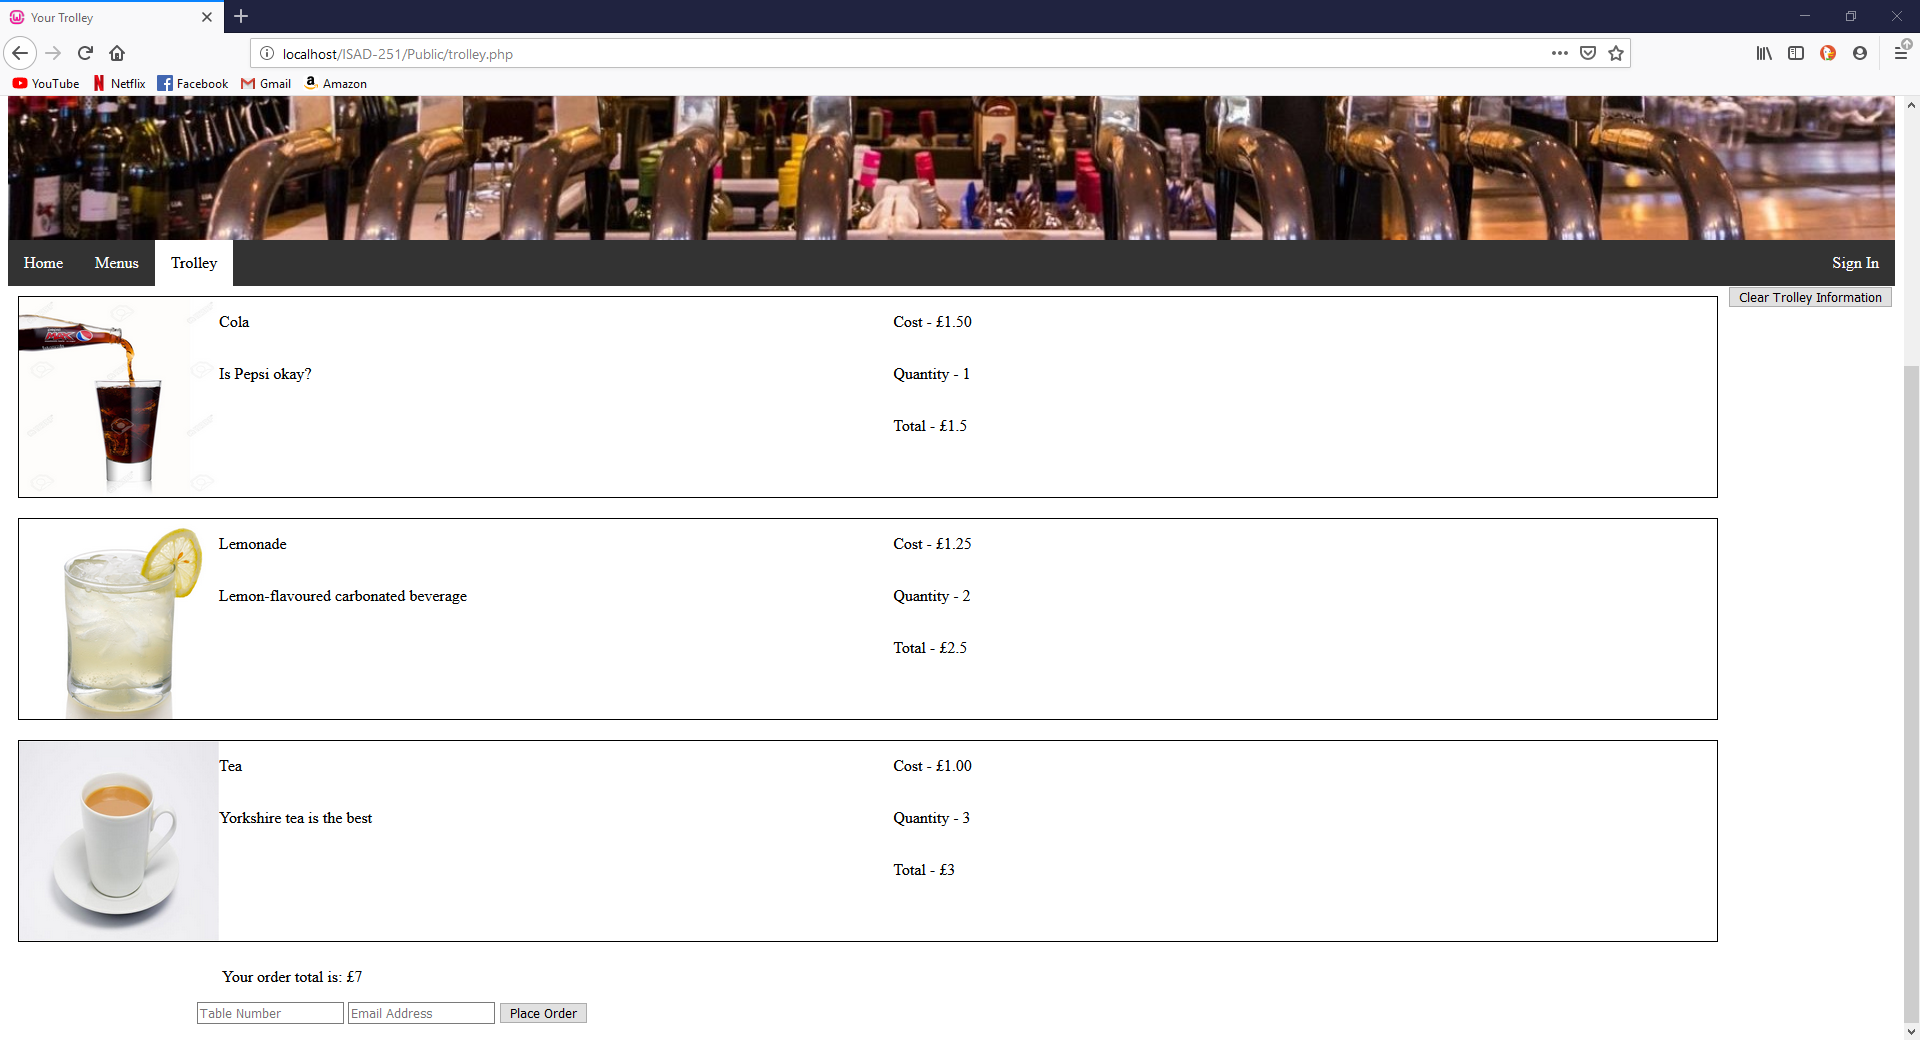 Your Trolley
localhost/ISAD-251/Public/trolley.php
YouTube Netflix Facebook Gmail Amazon
Home Menus Trolley Sign In
Clear Trolley Information
Cola
Cost - £1.50
Is Pepsi okay?
Quantity - 1
Total - £1.5
MAX
Lemonade
Cost - £1.25
Lemon-flavoured carbonated beverage
Quantity - 2
Total - £2.5
Tea
Cost - £1.00
Yorkshire tea is the best
Quantity - 3
Total - £3
Your order total is: £7
Table Number Email Address Place Order